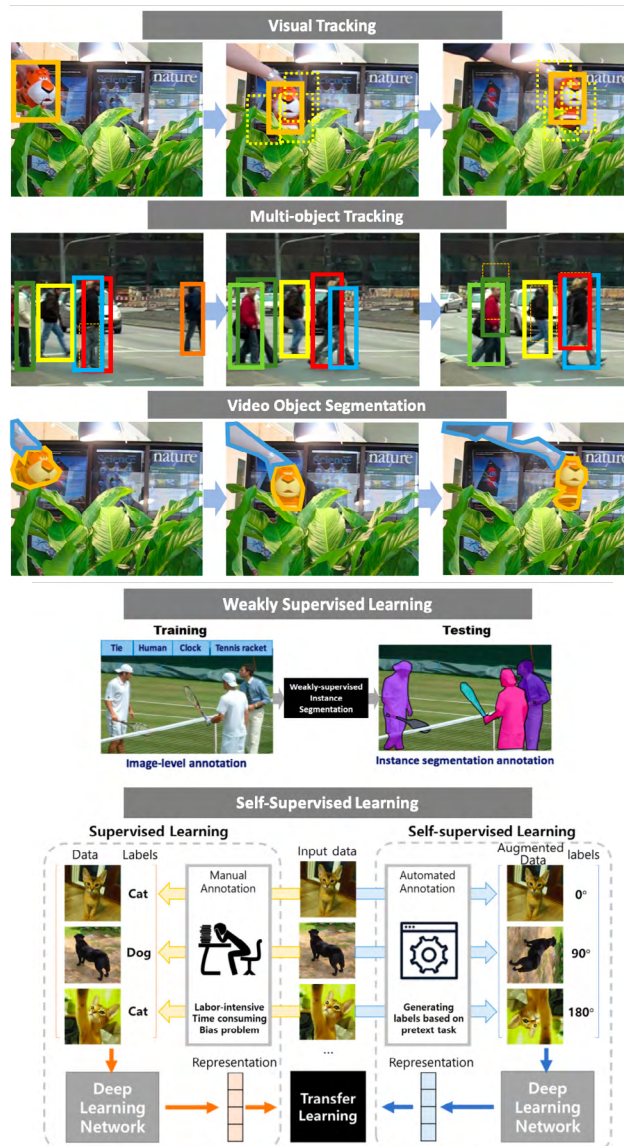 Visual Tracking
nature
nature
nature
Multi-object Tracking
Video Object Segmentation
nature
nature
nature
Weakly Supervised Learning
Training
Testing
Tie Human Clock Tennis racket
Weakly-supervised
Instance
Segmentation
Image-level annotation
Instance segmentation annotation
Self-Supervised Learning
Supervised Learning
Self-supervised Learning
Data Labels
Input data
Augmented
Data labels
Manual
Annotation
Automated
Annotation
Cat
0°
Dog
90°
Cat
180°
Labor-intensive
Time consuming
Bias problem
Generating
labels based on
pretext task
...
Representation
Representation
Deep
Learning
Network
Transfer
Learning
Deep
Learning
Network